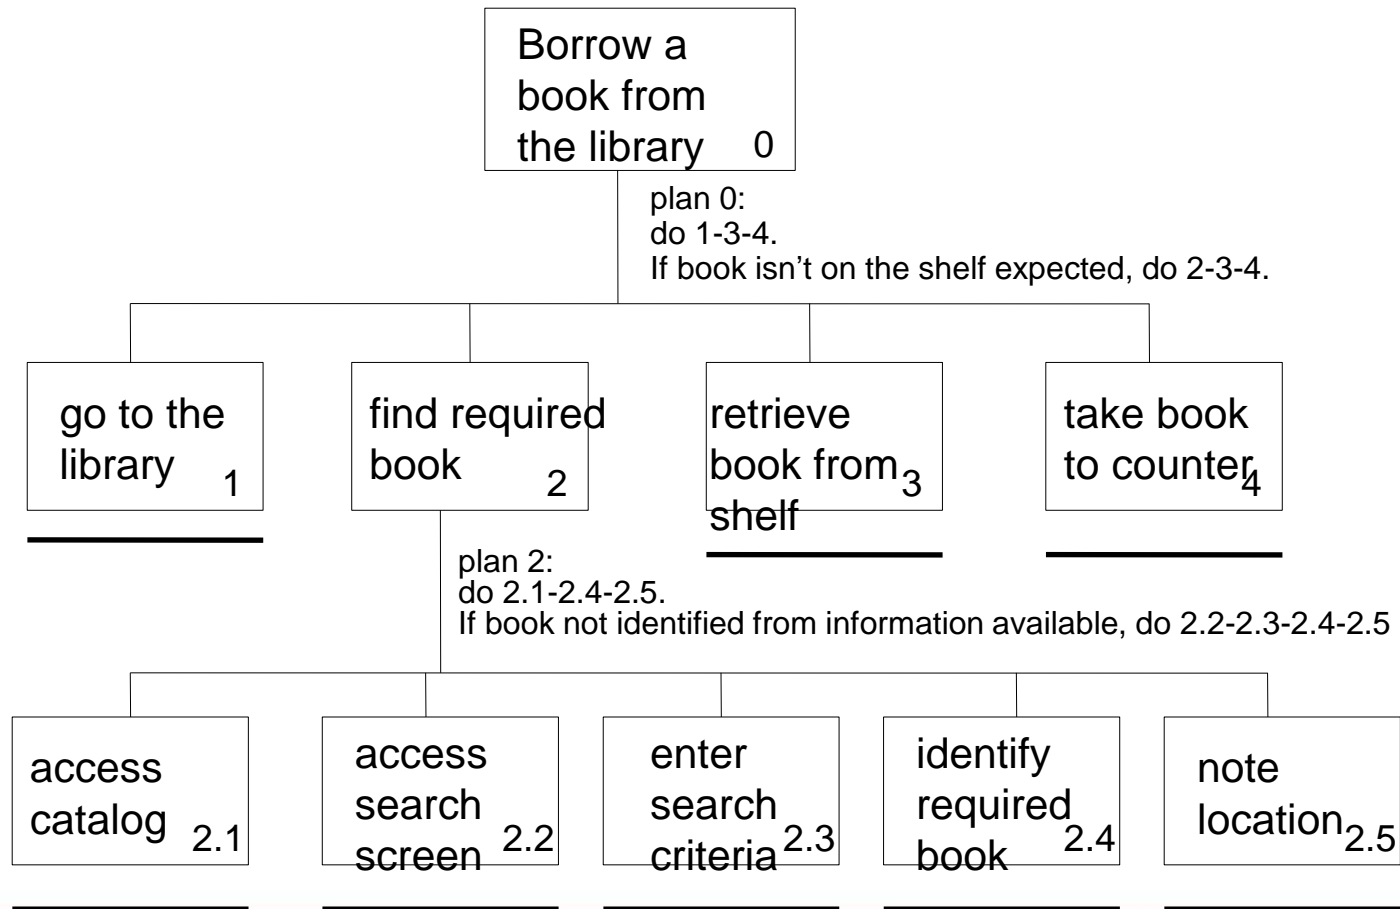 Borrow a
book from
the library 0
plan 0:
do 1-3-4.
If book isn’t on the shelf expected, do 2-3-4.
go to the
library 1
find required
book 2
retrieve
book from 3
shelf
take book
to counter 4
plan 2:
do 2.1-2.4-2.5.
If book not identified from information available, do 2.2-2.3-2.4-2.5
access
catalog 2.1
access
search
screen 2.2
enter
search
criteria 2.3
identify
required
book 2.4
note
location 2.5